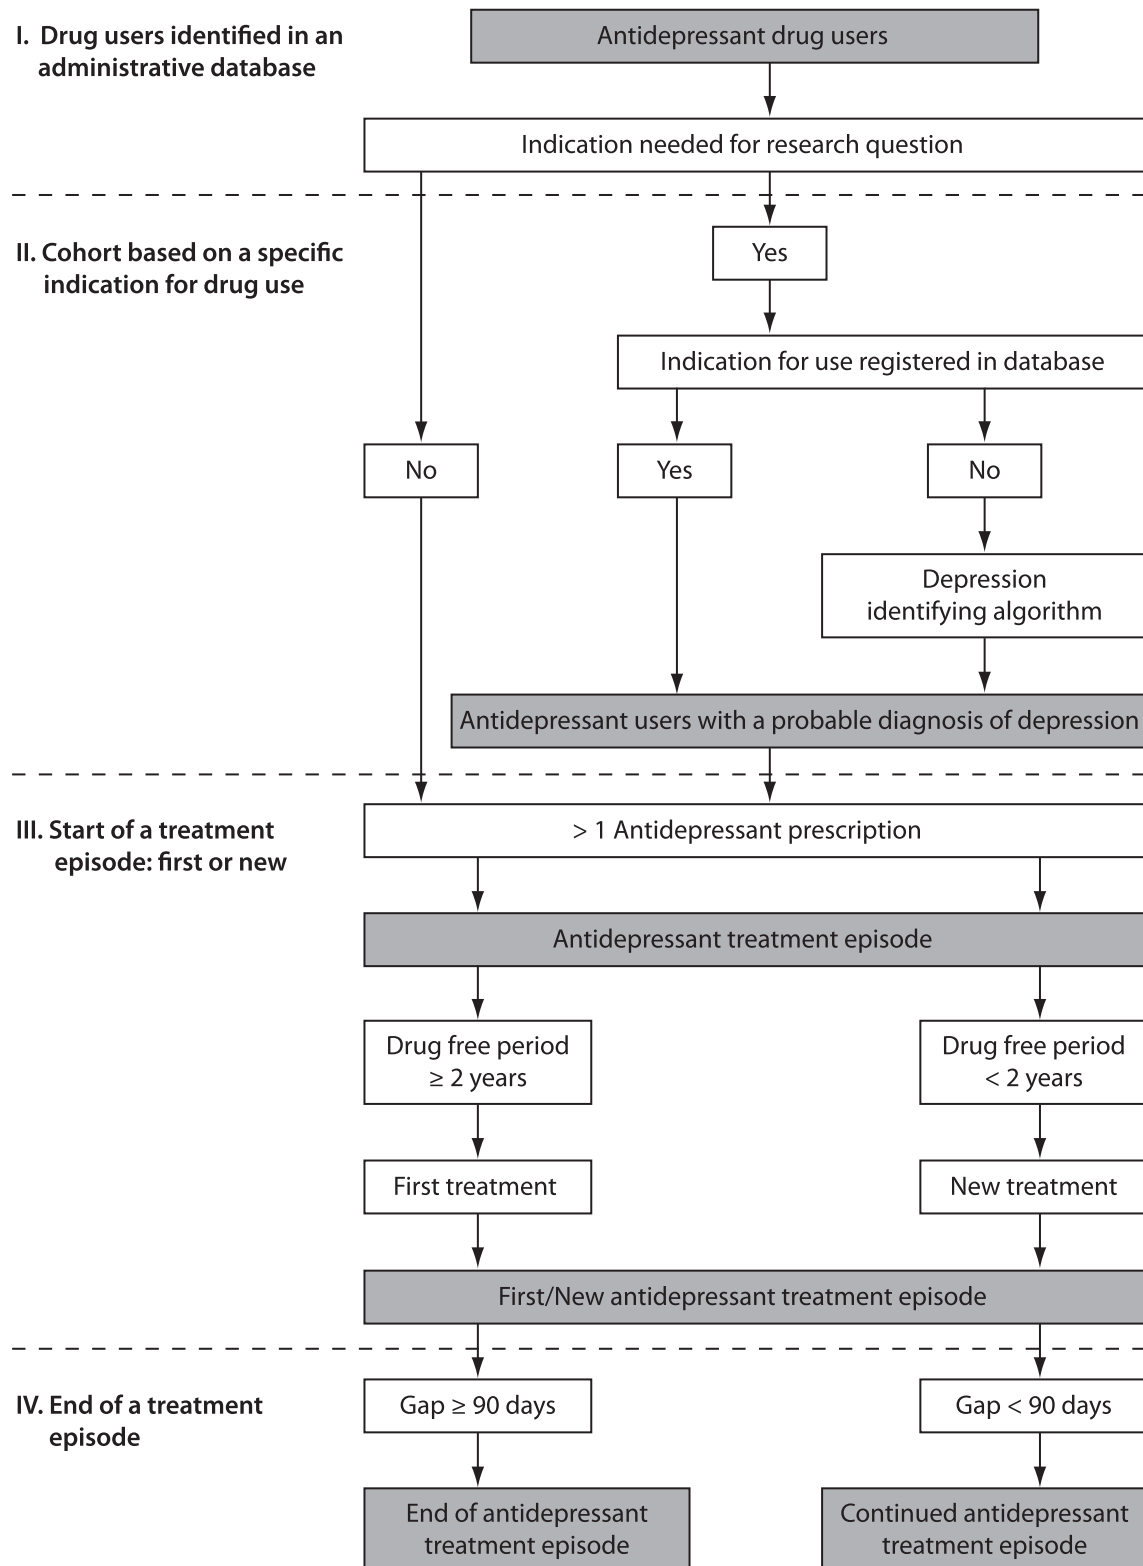 I. Drug users identified in an
administrative database
Antidepressant drug users
Indication needed for research question
II. Cohort based on a specific
indication for drug use
Yes
Indication for use registered in database
No
Yes
No
Depression
identifying algorithm
Antidepressant users with a probable diagnosis of depression
III. Start of a treatment
episode: first or new
> 1 Antidepressant prescription
Antidepressant treatment episode
Drug free period
≥ 2 years
Drug free period
< 2 years
First treatment
New treatment
First/New antidepressant treatment episode
IV. End of a treatment
episode
Gap ≥ 90 days
Gap < 90 days
End of antidepressant
treatment episode
Continued antidepressant
treatment episode